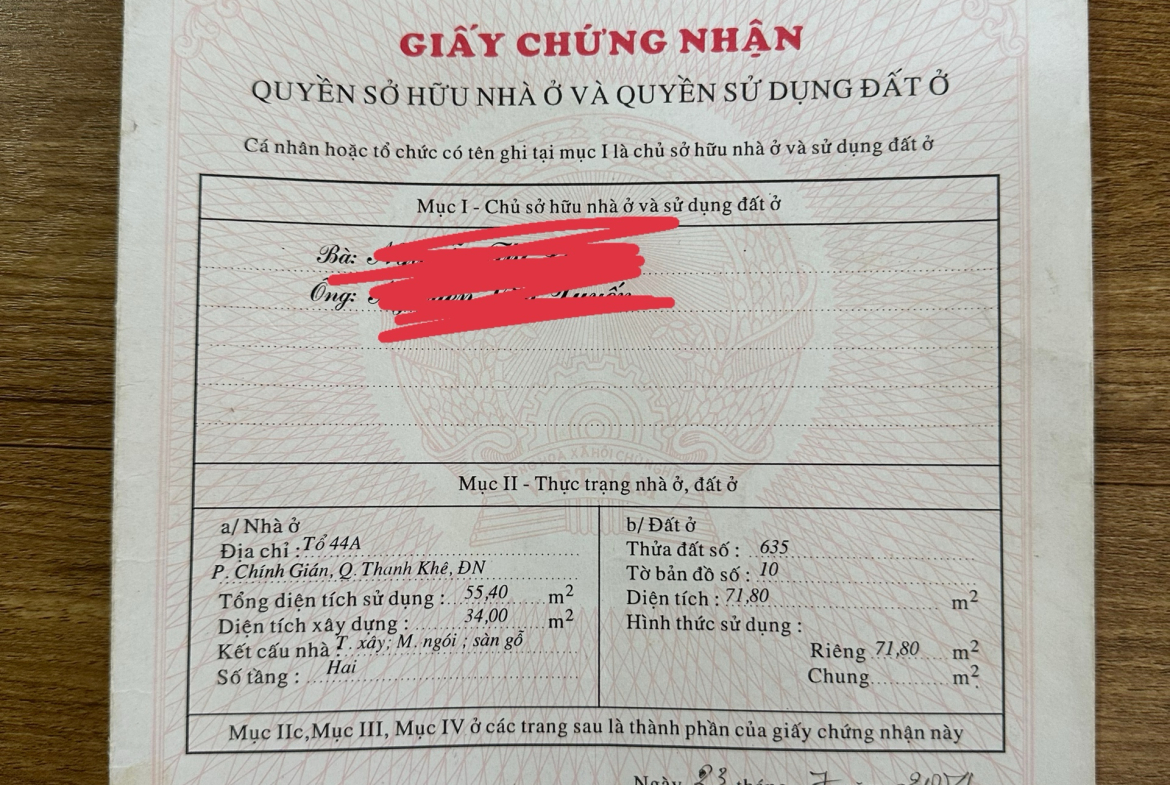 GIẤY CHỨNG NHẬN
QUYỀN SỞ HỮU NHÀ Ở VÀ QUYỀN SỬ DỤNG ĐẤT Ở
Cá nhân hoặc tổ chức có tên ghi tại mục I là chủ sở hữu nhà ở và sử dụng đất ở
Mục I - Chủ sở hữu nhà ở và sử dụng đất ở
Bà:
Ông:
Mục II - Thực trạng nhà ở, đất ở
a/ Nhà ở
Địa chỉ : Tổ 44A
P. Chính Gián, Q. Thanh Khê, ĐN
Tổng diện tích sử dụng : 55,40 m²
Diện tích xây dựng : 34,00 m²
Kết cấu nhà : T. xây; M. ngói ; sàn gỗ
Số tầng : Hai
b/ Đất ở
Thửa đất số : 635
Tờ bản đồ số : 10
Diện tích : 71,80 m²
Hình thức sử dụng :
Riêng 71,80 m²
Chung m²
Mục IIc,Mục III, Mục IV ở các trang sau là thành phần của giấy chứng nhận này
Ngày 23 tháng 7